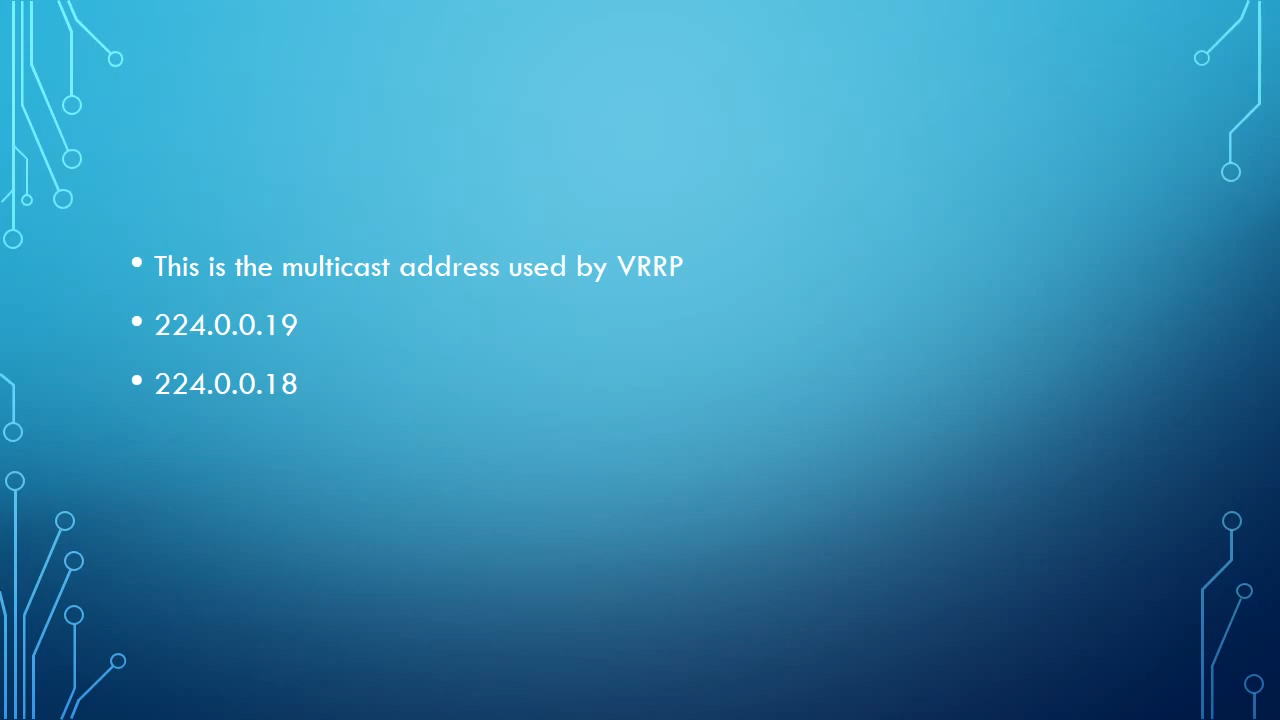 • This is the multicast address used by VRRP
• 224.0.0.19
• 224.0.0.18